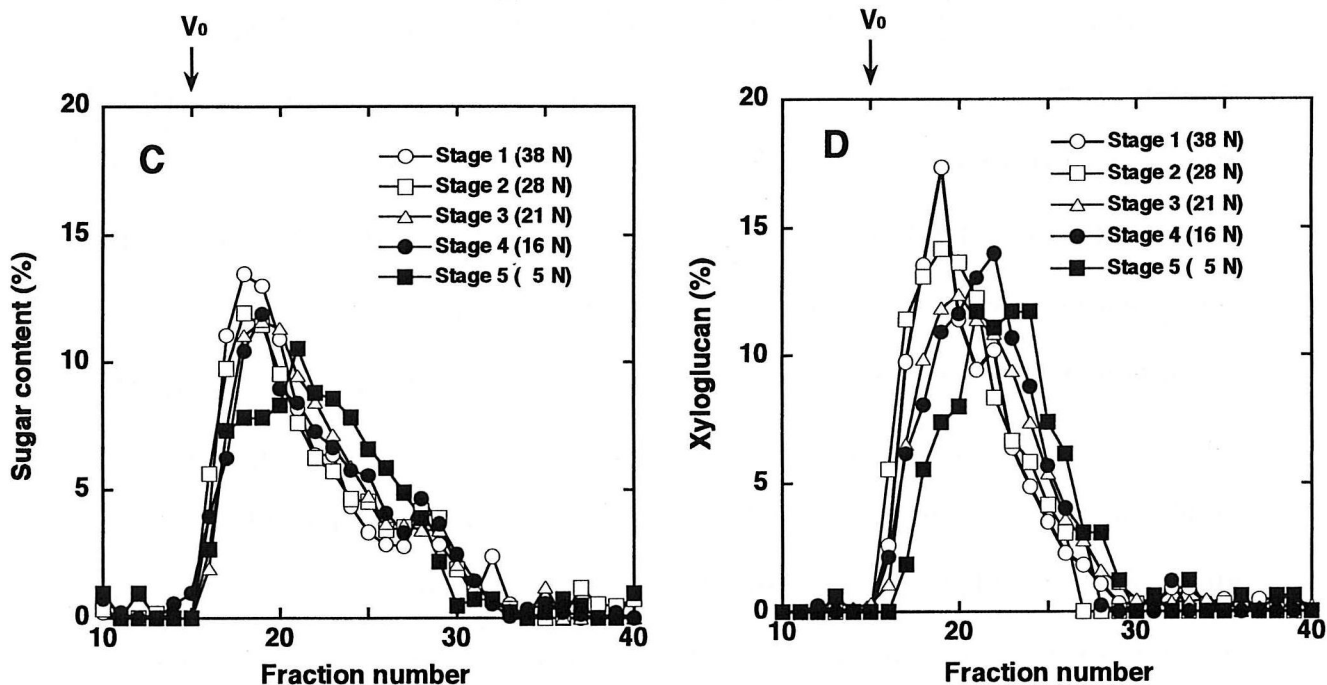 V₀
20
15
10
5
0
Sugar content (%)
C
Stage 1 (38 N)
Stage 2 (28 N)
Stage 3 (21 N)
Stage 4 (16 N)
Stage 5 ( 5 N)
10 20 30 40
Fraction number
V₀
20
15
10
5
0
Xyloglucan (%)
D
Stage 1 (38 N)
Stage 2 (28 N)
Stage 3 (21 N)
Stage 4 (16 N)
Stage 5 ( 5 N)
10 20 30 40
Fraction number